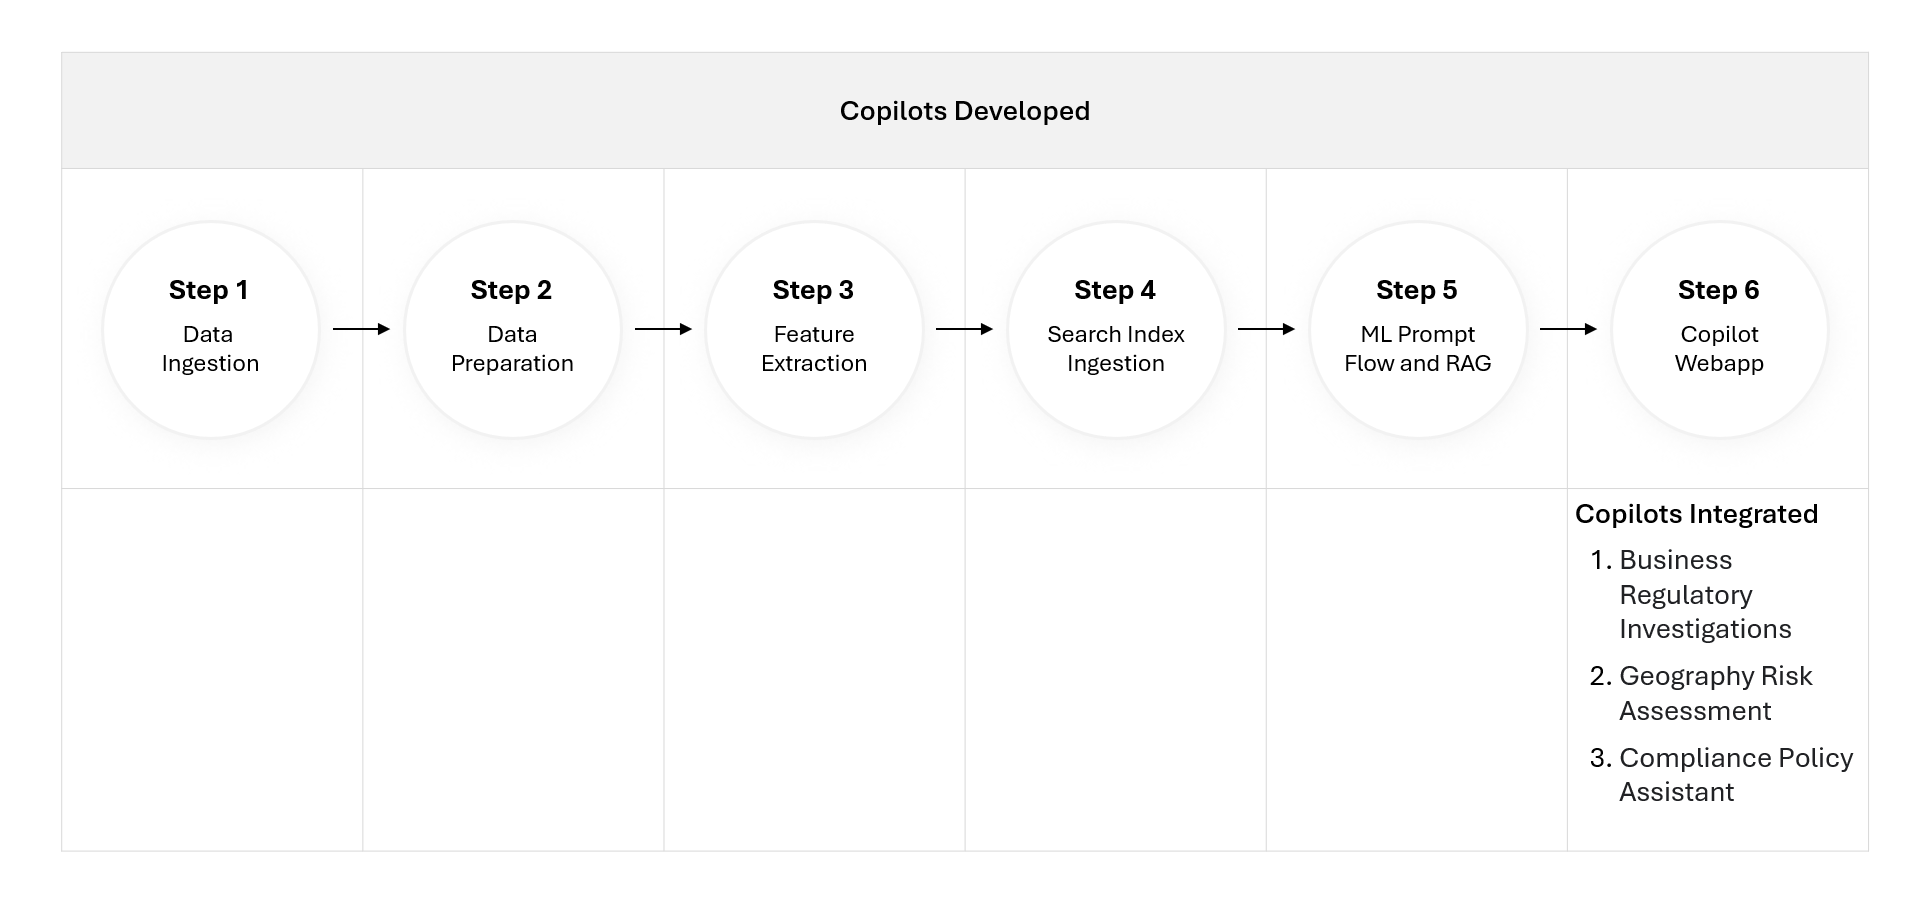 Copilots Developed
Step 1
Data
Ingestion
Step 2
Data
Preparation
Step 3
Feature
Extraction
Step 4
Search Index
Ingestion
Step 5
ML Prompt
Flow and RAG
Step 6
Copilot
Webapp
Copilots Integrated
1. Business
Regulatory
Investigations
2. Geography Risk
Assessment
3. Compliance Policy
Assistant